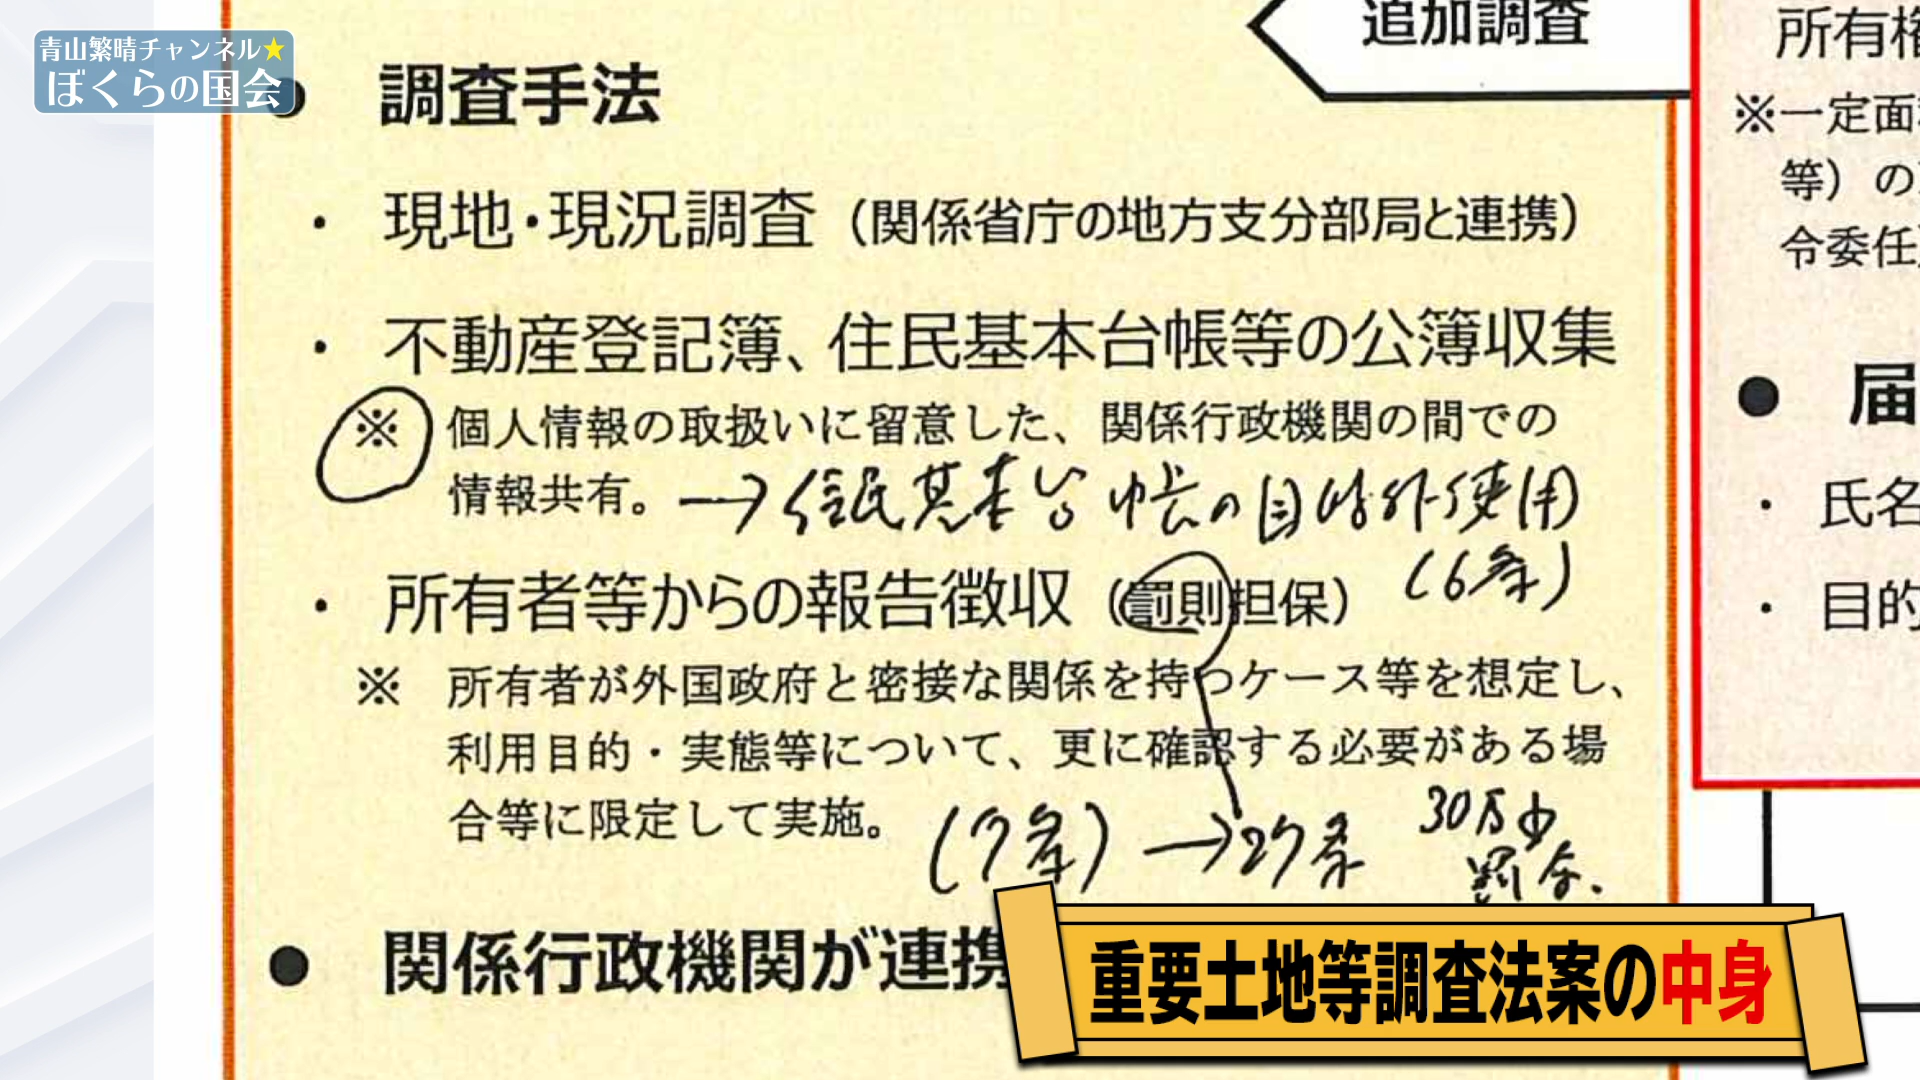 青山繁晴チャンネル★
ぼくらの国会
追加調査
● 調査手法
・ 現地・現況調査（関係省庁の地方支分部局と連携）
・ 不動産登記簿、住民基本台帳等の公簿収集
※ 個人情報の取扱いに留意した、関係行政機関の間での
情報共有。→住民基本台帳の目的外使用
(6条)
・ 所有者等からの報告徴収（罰則担保）
※ 所有者が外国政府と密接な関係を持つケース等を想定し、
利用目的・実態等について、更に確認する必要がある場
合等に限定して実施。(7条)→27条 30万円
罰金.
● 関係行政機関が連携
所有権
※一定面
等）の
令委任
● 届
・ 氏名
・ 目的
重要土地等調査法案の中身